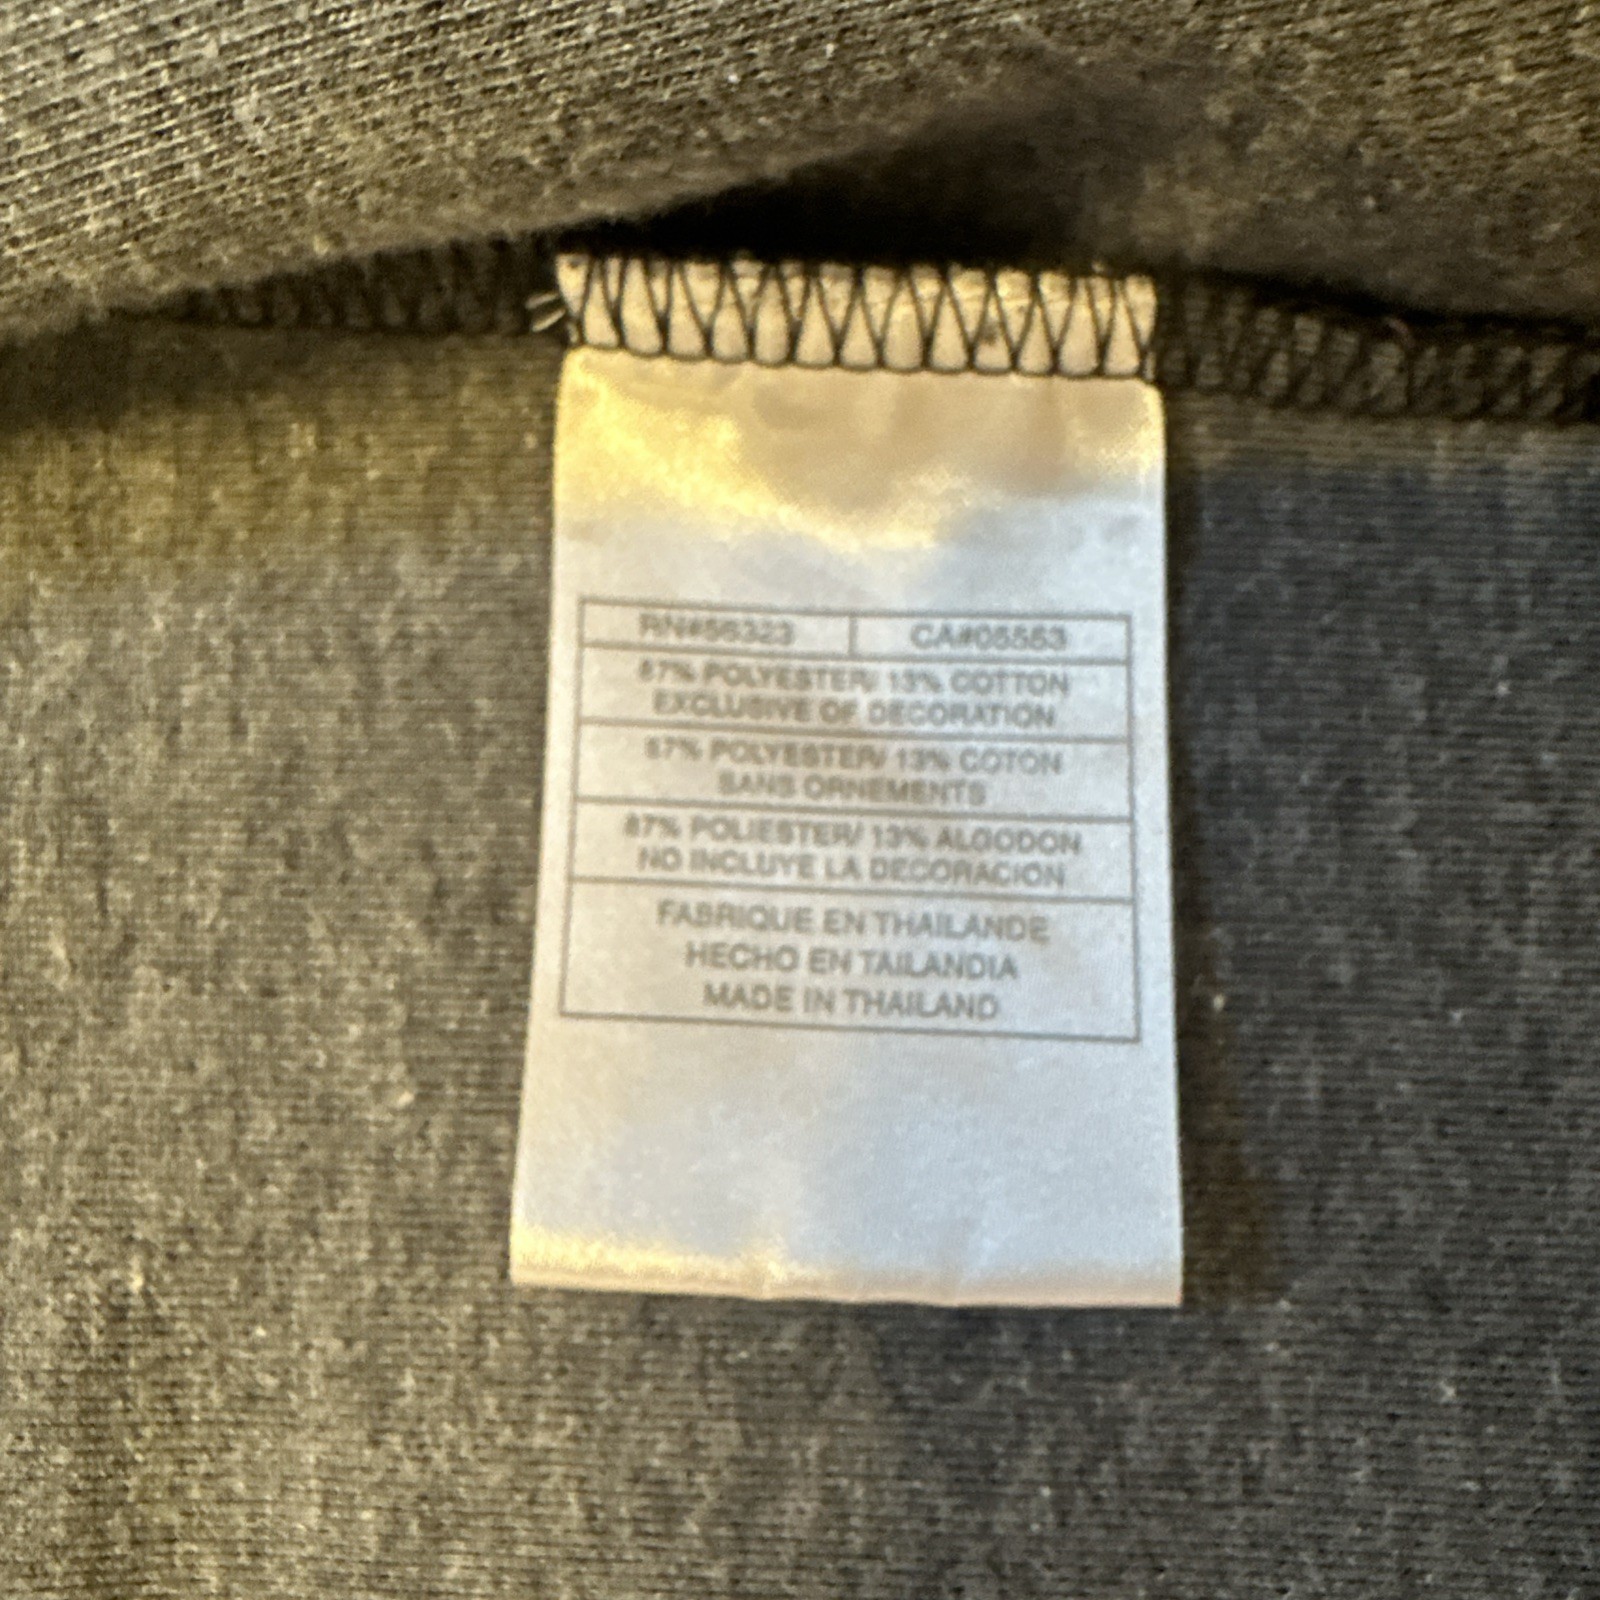 RN#56323 CA#05553
87% POLYESTER/ 13% COTTON
EXCLUSIVE OF DECORATION
87% POLYESTER/ 13% COTON
SANS ORNEMENTS
87% POLIESTER/ 13% ALGODON
NO INCLUYE LA DECORACION
FABRIQUE EN THAILANDE
HECHO EN TAILANDIA
MADE IN THAILAND